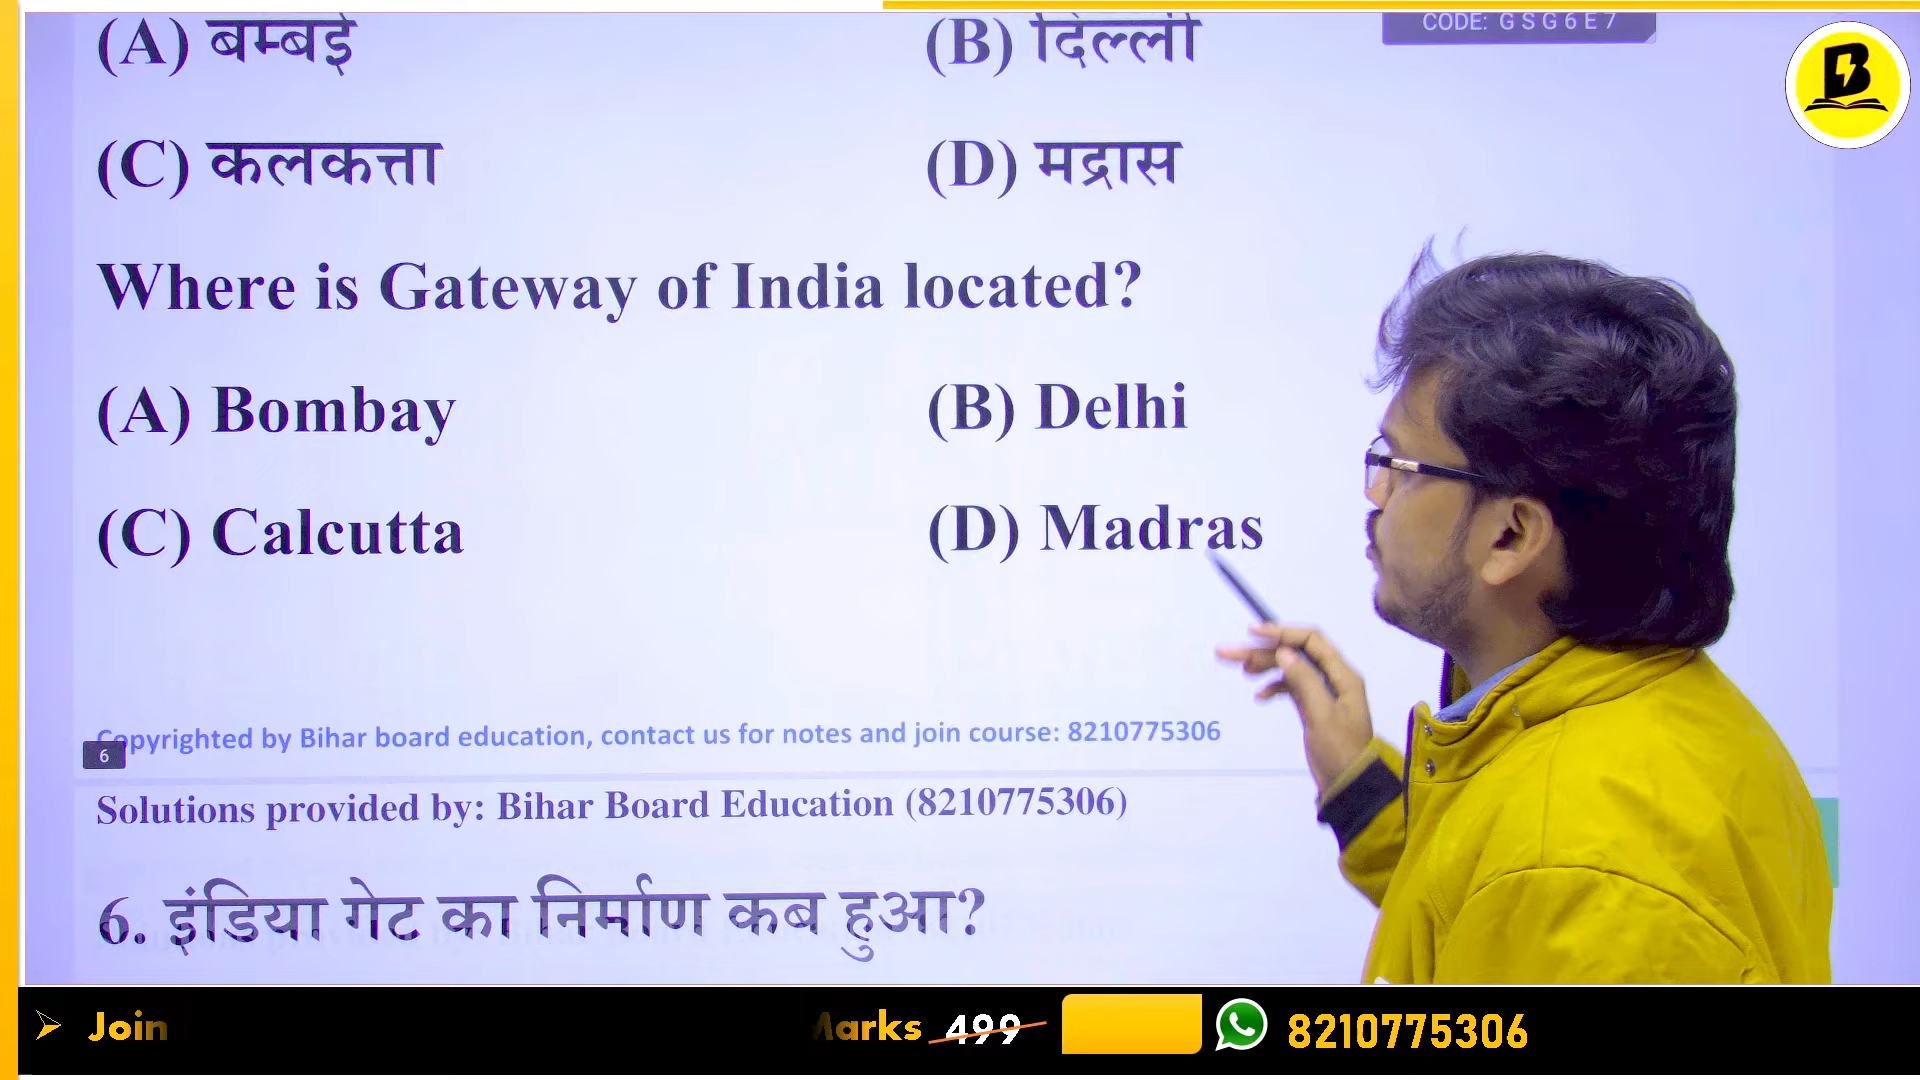 CODE: G S G 6 E 7
(A) बम्बई (B) दिल्ली
(C) कलकत्ता (D) मद्रास
Where is Gateway of India located?
(A) Bombay (B) Delhi
(C) Calcutta (D) Madras
Copyrighted by Bihar board education, contact us for notes and join course: 8210775306
6
Solutions provided by: Bihar Board Education (8210775306)
6. इंडिया गेट का निर्माण कब हुआ?
Join Marks 499 8210775306